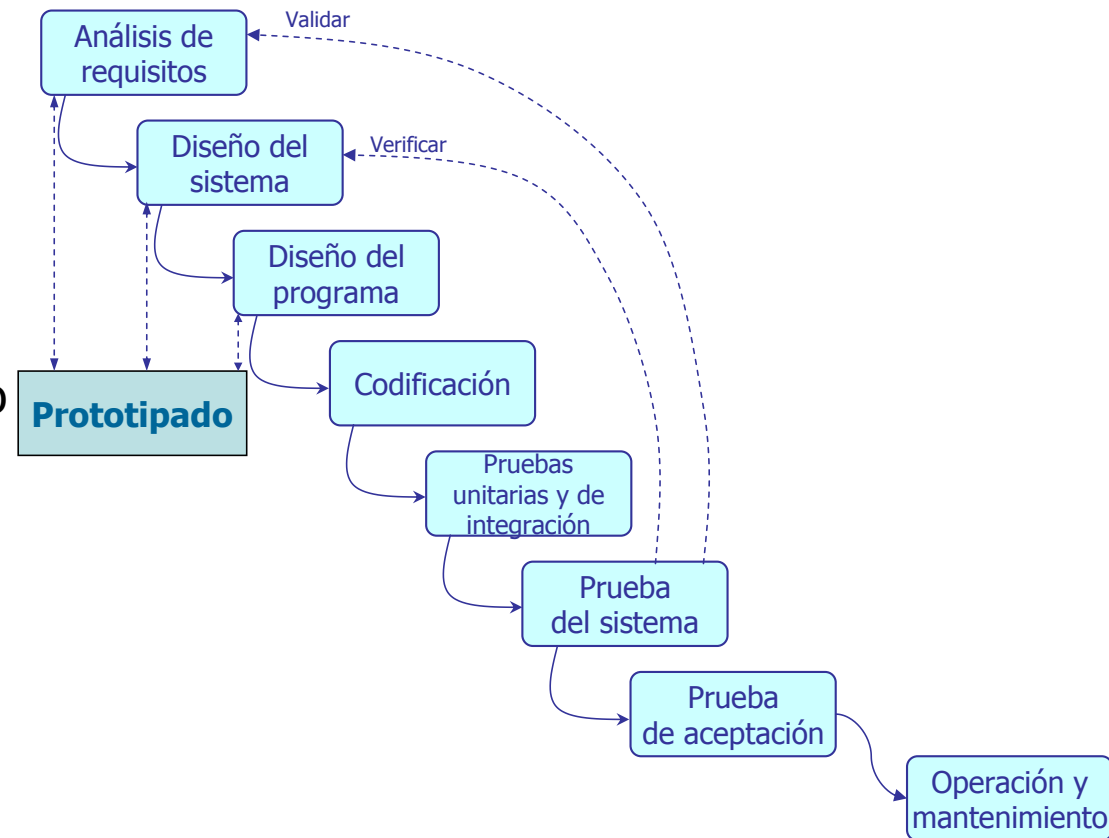 Validar
Análisis de
requisitos
Verificar
Diseño del
sistema
Diseño del
programa
Codificación
o
Prototipado
Pruebas
unitarias y de
integración
Prueba
del sistema
Prueba
de aceptación
Operación y
mantenimiento